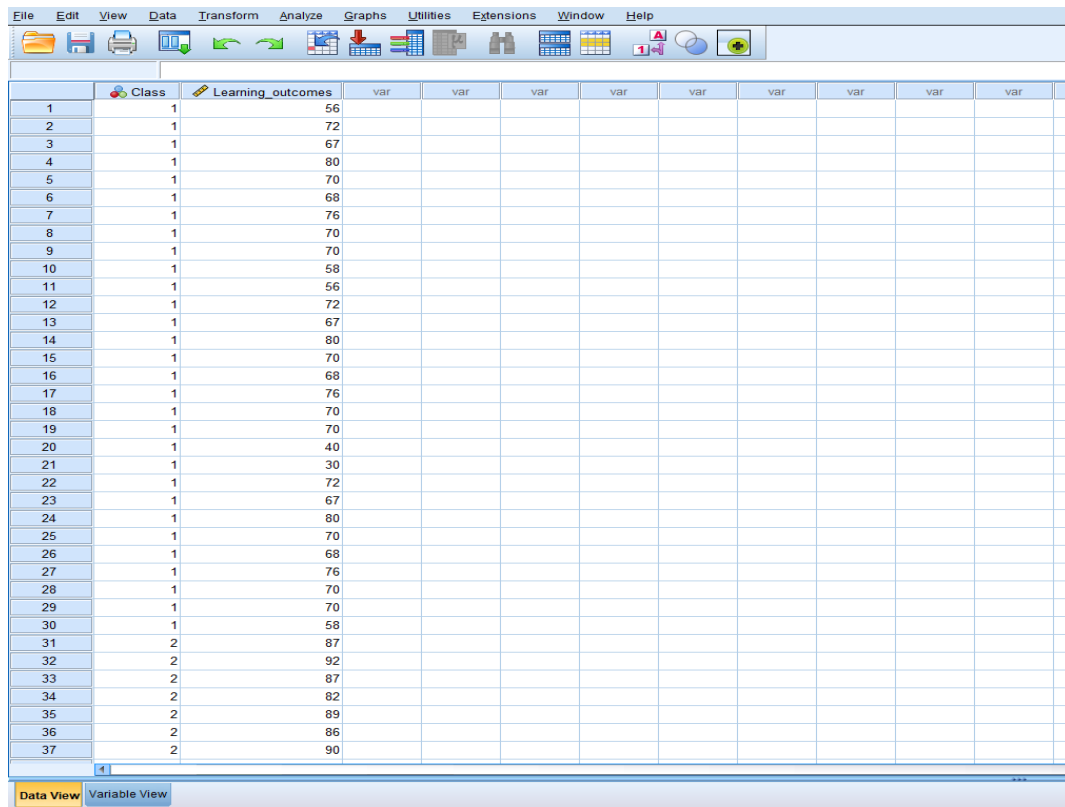 File Edit View Data Transform Analyze Graphs Utilities Extensions Window Help
A
1
Class Learning_outcomes var var var var var var var var var
1 1 56
2 1 72
3 1 67
4 1 80
5 1 70
6 1 68
7 1 76
8 1 70
9 1 70
10 1 58
11 1 56
12 1 72
13 1 67
14 1 80
15 1 70
16 1 68
17 1 76
18 1 70
19 1 70
20 1 40
21 1 30
22 1 72
23 1 67
24 1 80
25 1 70
26 1 68
27 1 76
28 1 70
29 1 70
30 1 58
31 2 87
32 2 92
33 2 87
34 2 82
35 2 89
36 2 86
37 2 90
Data View Variable View